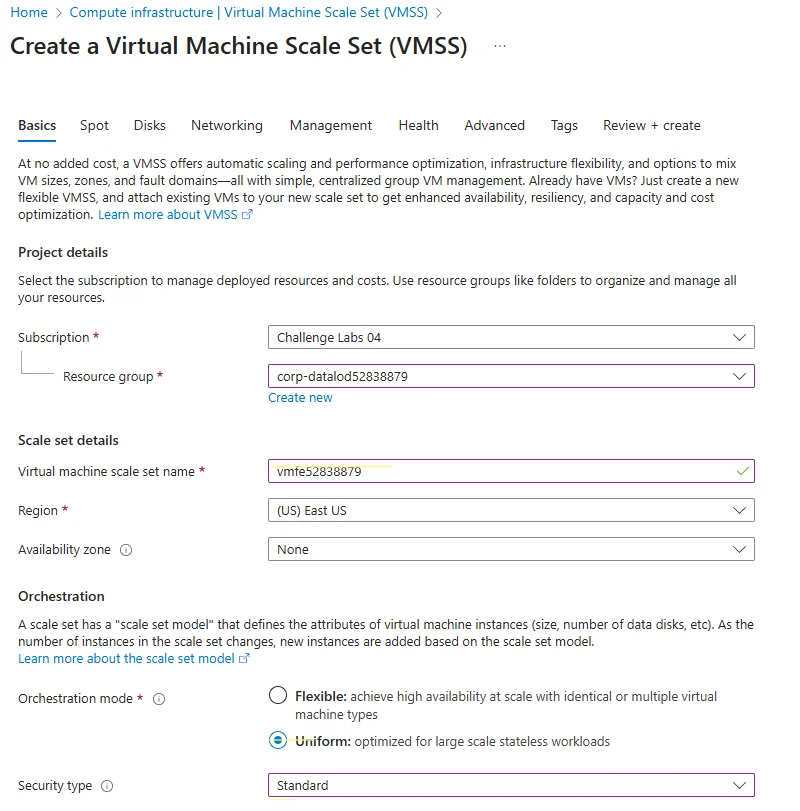 Home > Compute infrastructure | Virtual Machine Scale Set (VMSS) >
Create a Virtual Machine Scale Set (VMSS) ...
Basics Spot Disks Networking Management Health Advanced Tags Review + create
At no added cost, a VMSS offers automatic scaling and performance optimization, infrastructure flexibility, and options to mix
VM sizes, zones, and fault domains—all with simple, centralized group VM management. Already have VMs? Just create a new
flexible VMSS, and attach existing VMs to your new scale set to get enhanced availability, resiliency, and capacity and cost
optimization. Learn more about VMSS
Project details
Select the subscription to manage deployed resources and costs. Use resource groups like folders to organize and manage all
your resources.
Subscription * Challenge Labs 04
Resource group * corp-datalod52838879
Create new
Scale set details
Virtual machine scale set name * vmfe52838879
Region * (US) East US
Availability zone None
Orchestration
A scale set has a "scale set model" that defines the attributes of virtual machine instances (size, number of data disks, etc). As the
number of instances in the scale set changes, new instances are added based on the scale set model.
Learn more about the scale set model
Orchestration mode * Flexible: achieve high availability at scale with identical or multiple virtual
machine types
Uniform: optimized for large scale stateless workloads
Security type Standard